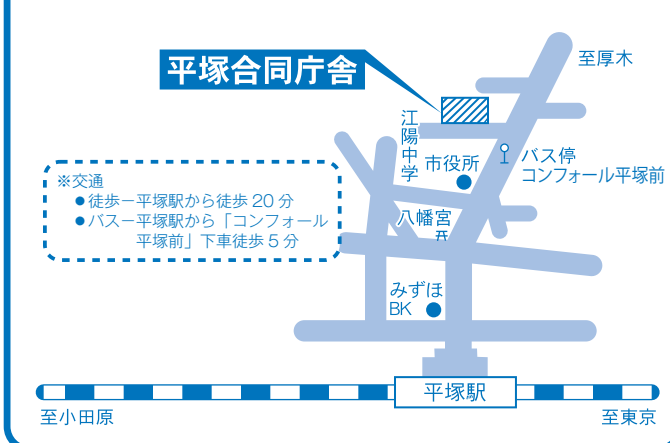 至厚木
平塚合同庁舎
江陽中学
バス停
コンフォール平塚前
市役所
※交通
●徒歩－平塚駅から徒歩20分
●バス－平塚駅から「コンフォール
平塚前」下車徒歩5分
八幡宮
みずほ
BK
平塚駅
至小田原
至東京